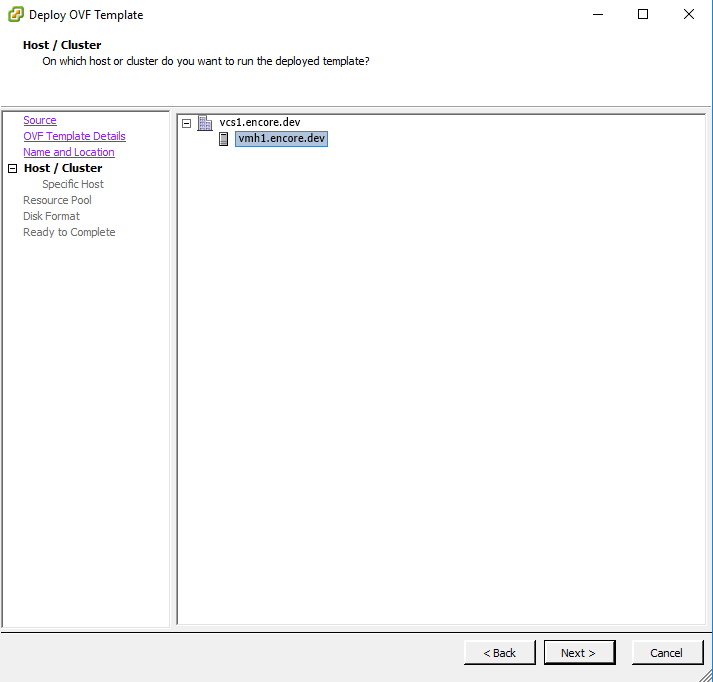 Deploy OVF Template
Host / Cluster
On which host or cluster do you want to run the deployed template?
Source
OVF Template Details
Name and Location
Host / Cluster
Specific Host
Resource Pool
Disk Format
Ready to Complete
vcs1.encore.dev
vmh1.encore.dev
< Back
Next >
Cancel